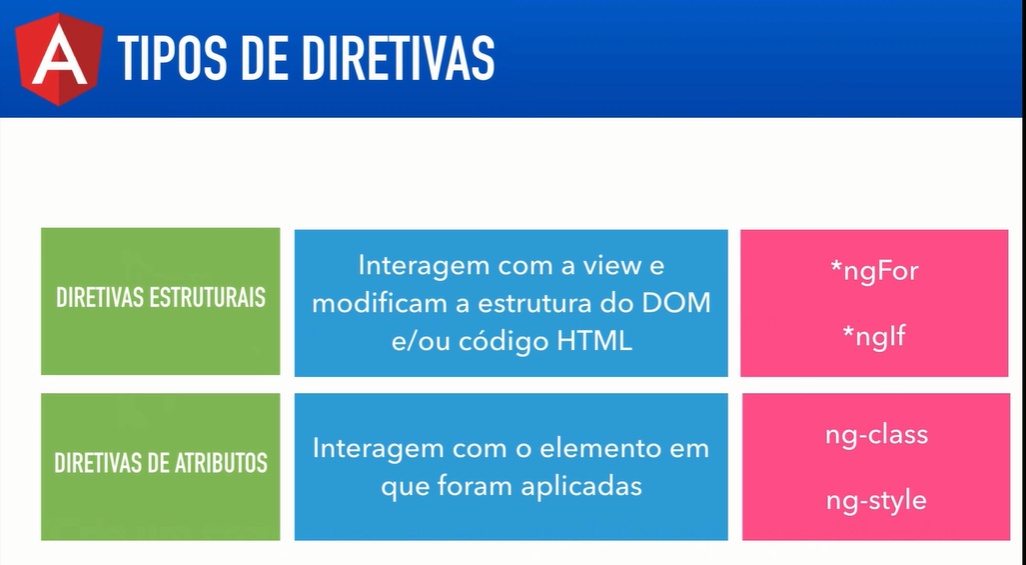 A
TIPOS DE DIRETIVAS
DIRETIVAS ESTRUTURAIS
Interagem com a view e
modificam a estrutura do DOM
e/ou código HTML
*ngFor
*ngIf
DIRETIVAS DE ATRIBUTOS
Interagem com o elemento em
que foram aplicadas
ng-class
ng-style